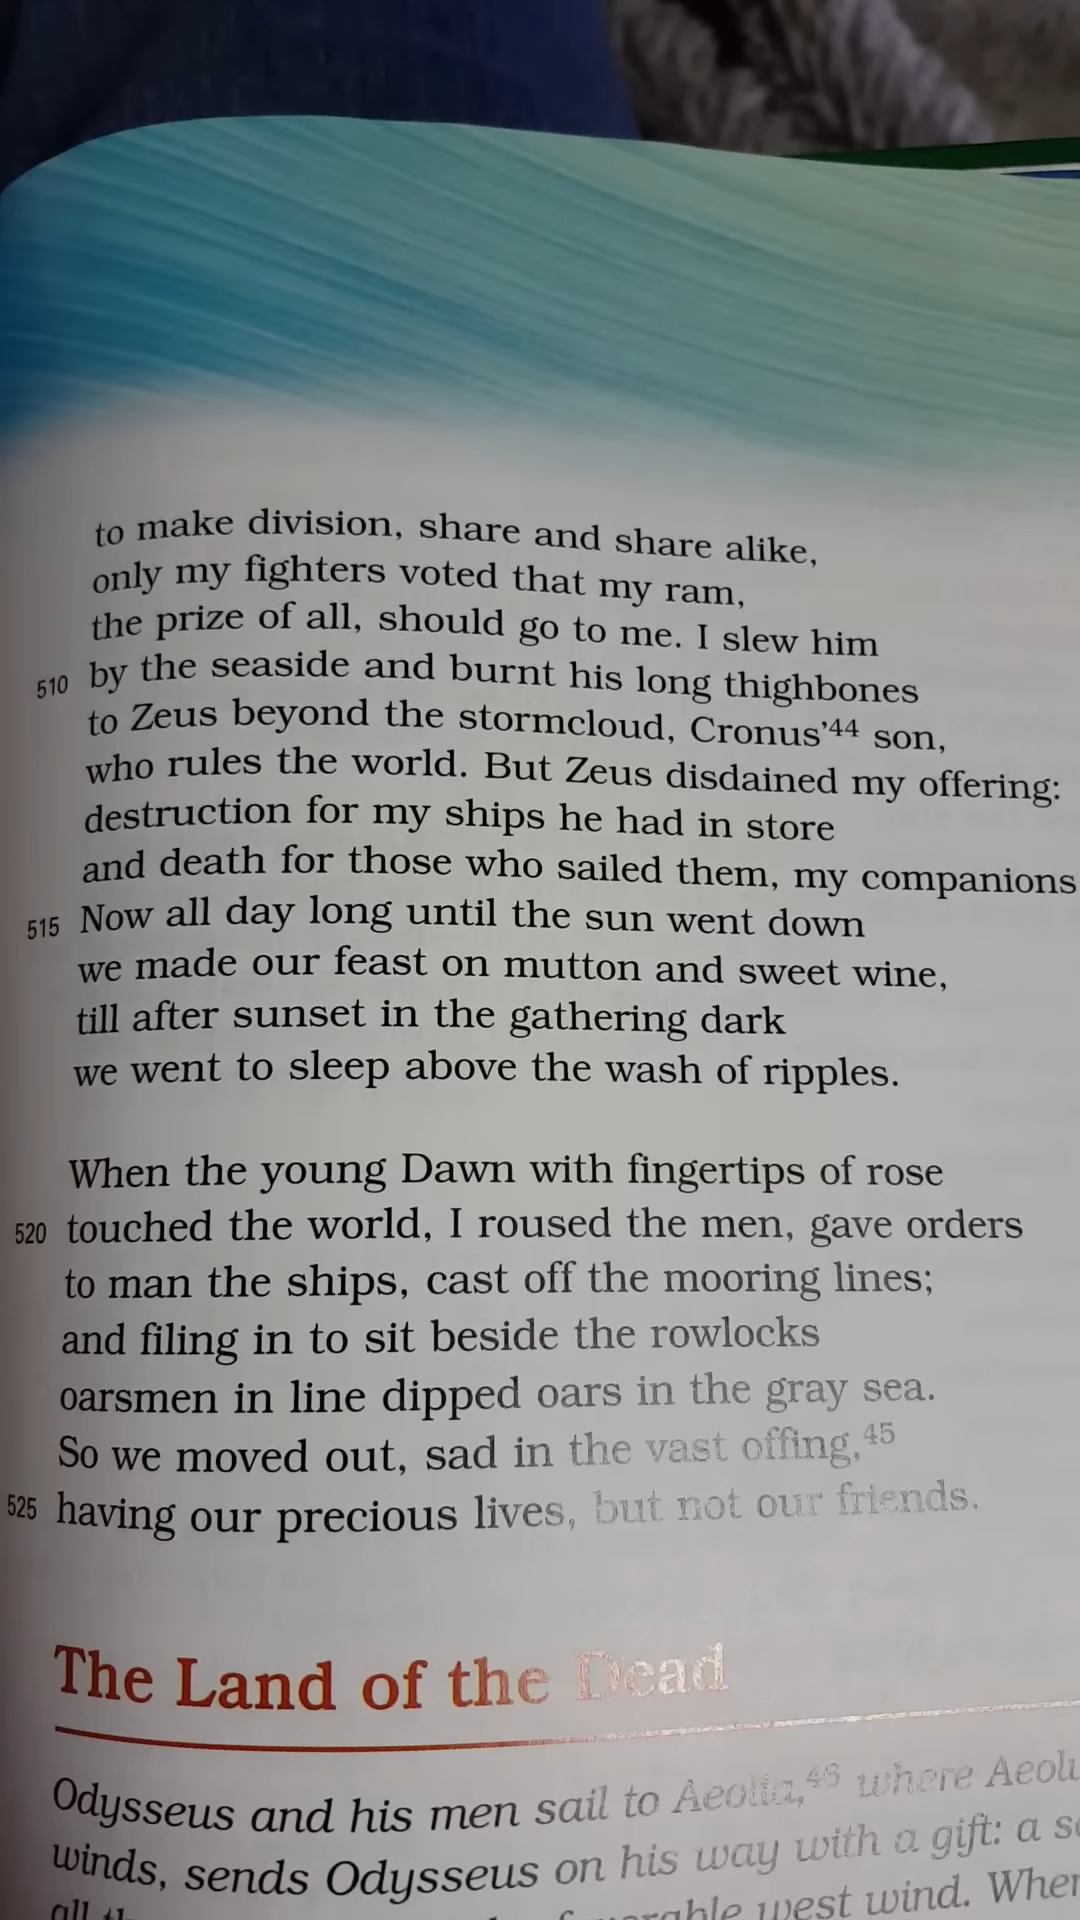 to make division, share and share alike,
only my fighters voted that my ram,
the prize of all, should go to me. I slew him
510 by the seaside and burnt his long thighbones
to Zeus beyond the stormcloud, Cronus’44 son,
who rules the world. But Zeus disdained my offering:
destruction for my ships he had in store
and death for those who sailed them, my companions
515 Now all day long until the sun went down
we made our feast on mutton and sweet wine,
till after sunset in the gathering dark
we went to sleep above the wash of ripples.
When the young Dawn with fingertips of rose
520 touched the world, I roused the men, gave orders
to man the ships, cast off the mooring lines;
and filing in to sit beside the rowlocks
oarsmen in line dipped oars in the gray sea.
So we moved out, sad in the vast offing,45
525 having our precious lives, but not our friends.
The Land of the Dead
Odysseus and his men sail to Aeolia,46 where Aeolu
winds, sends Odysseus on his way with a gift: a
all west wind. When